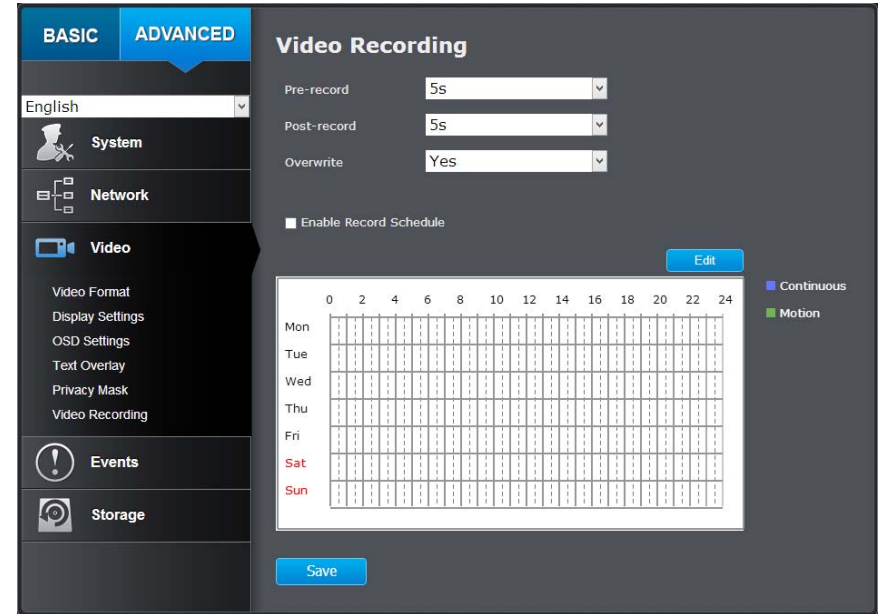 BASIC ADVANCED
English
System
Network
Video
Video Format
Display Settings
OSD Settings
Text Overlay
Privacy Mask
Video Recording
Events
Storage
Video Recording
Pre-record 5s
Post-record 5s
Overwrite Yes
Enable Record Schedule
Edit
0 2 4 6 8 10 12 14 16 18 20 22 24
Mon
Tue
Wed
Thu
Fri
Sat
Sun
Continuous
Motion
Save